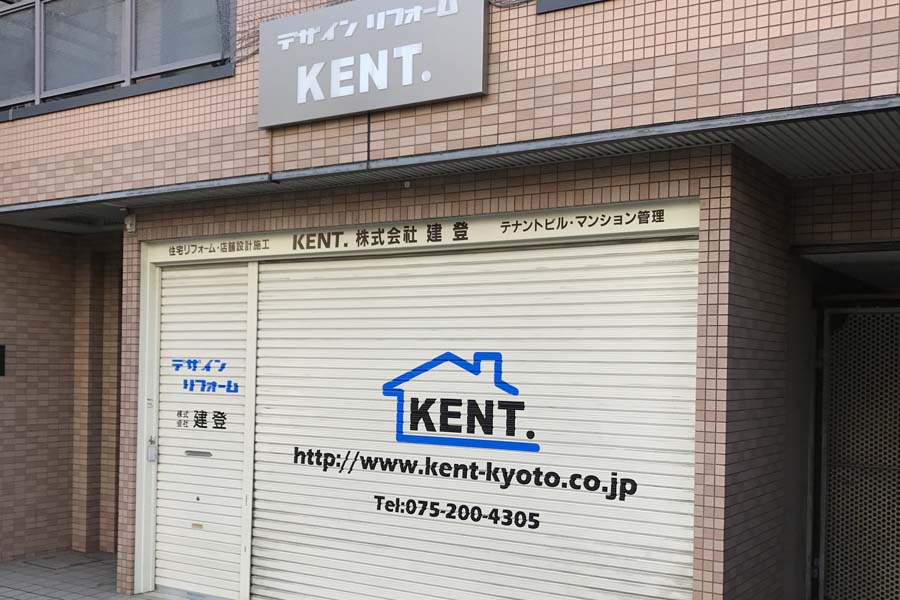 デザイン リフォーム
KENT.
住宅リフォーム・店舗設計施工 KENT. 株式会社 建登 テナントビル・マンション管理
デザイン
リフォーム
株式
会社 建登
KENT.
http://www.kent-kyoto.co.jp
Tel:075-200-4305